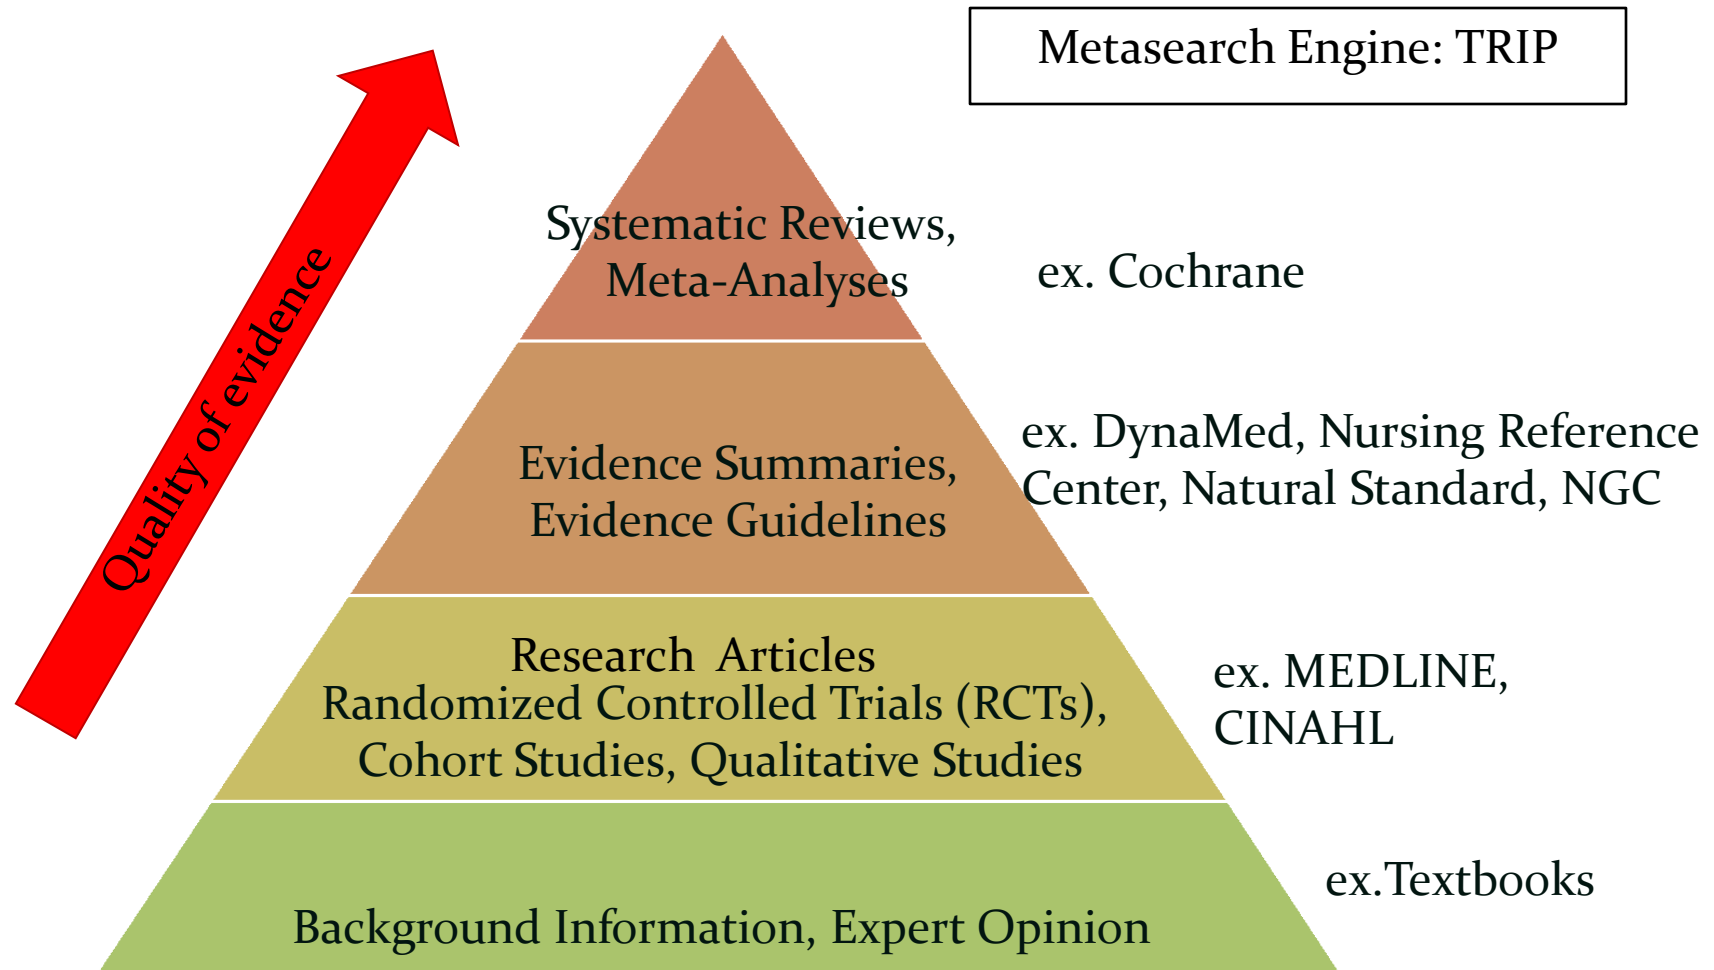 Metasearch Engine: TRIP
Quality of evidence
Systematic Reviews,
Meta-Analyses
ex. Cochrane
Evidence Summaries,
Evidence Guidelines
ex. DynaMed, Nursing Reference
Center, Natural Standard, NGC
Research Articles
Randomized Controlled Trials (RCTs),
Cohort Studies, Qualitative Studies
ex. MEDLINE,
CINAHL
Background Information, Expert Opinion
ex.Textbooks